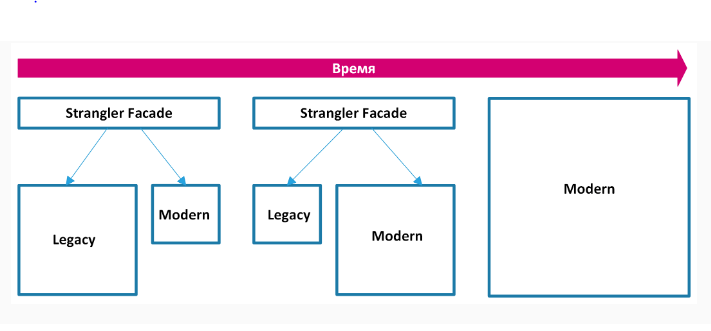 Время
Strangler Facade
Strangler Facade
Legacy
Modern
Legacy
Modern
Modern